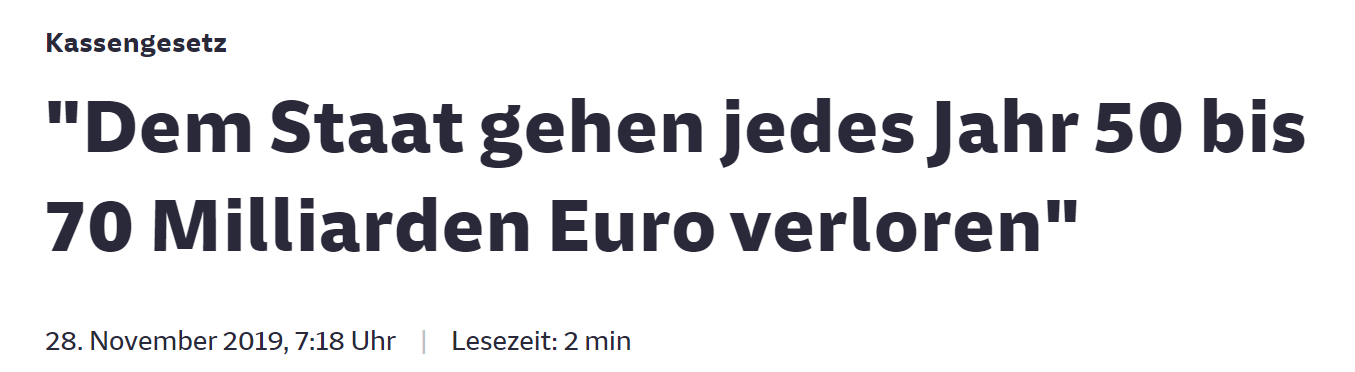 Kassengesetz
"Dem Staat gehen jedes Jahr 50 bis
70 Milliarden Euro verloren"
28. November 2019, 7:18 Uhr | Lesezeit: 2 min